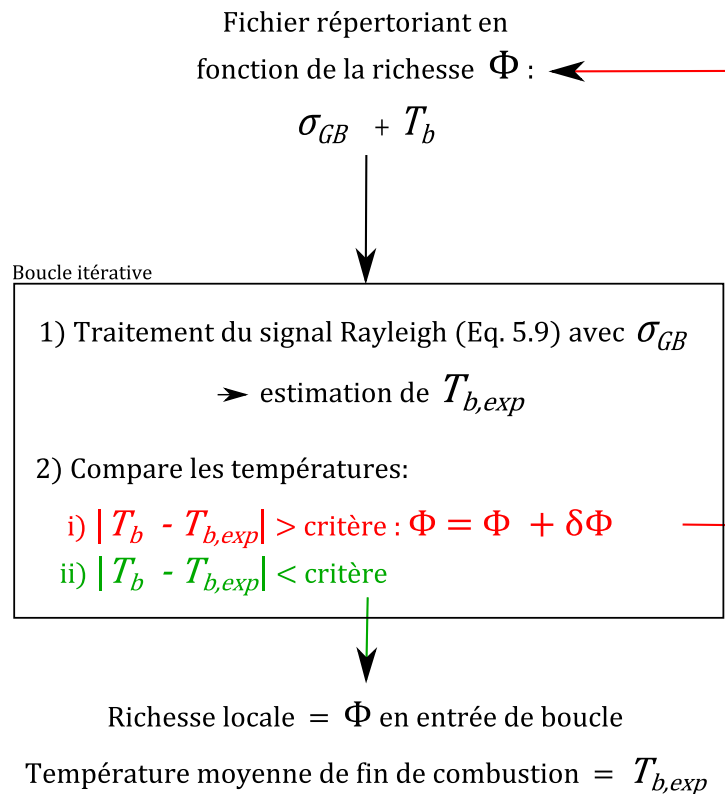 Fichier répertoriant en
fonction de la richesse Φ :
σ_GB + T_b
Boucle itérative
1) Traitement du signal Rayleigh (Eq. 5.9) avec σ_GB
➔ estimation de T_b,exp
2) Compare les températures:
i) | T_b - T_b,exp| > critère : Φ = Φ + δΦ
ii) | T_b - T_b,exp| < critère
Richesse locale = Φ en entrée de boucle
Température moyenne de fin de combustion = T_b,exp